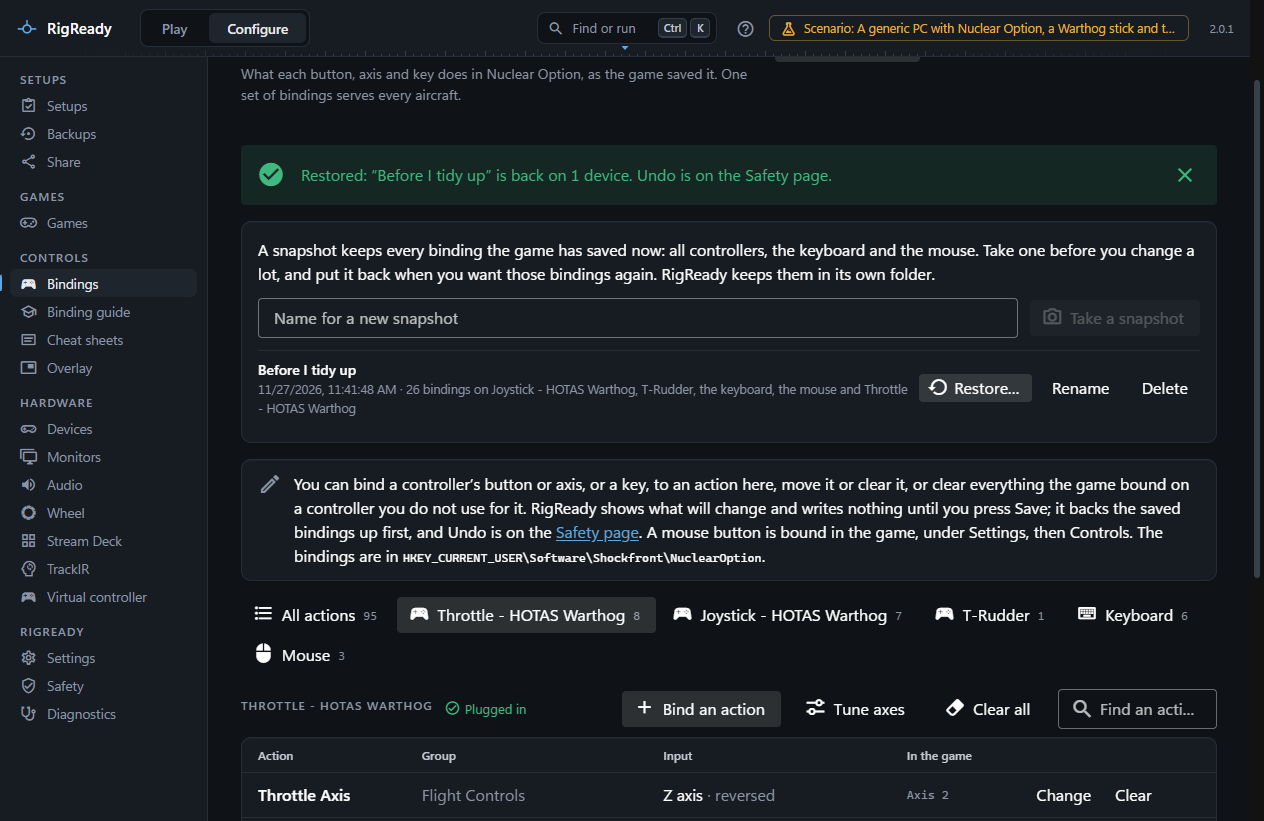 RigReady
Play
Configure
Find or run
Ctrl
K
Scenario: A generic PC with Nuclear Option, a Warthog stick and t...
2.0.1
SETUPS
Setups
Backups
Share
GAMES
Games
CONTROLS
Bindings
Binding guide
Cheat sheets
Overlay
HARDWARE
Devices
Monitors
Audio
Wheel
Stream Deck
TrackIR
Virtual controller
RIGREADY
Settings
Safety
Diagnostics
What each button, axis and key does in Nuclear Option, as the game saved it. One
set of bindings serves every aircraft.
Restored: “Before I tidy up” is back on 1 device. Undo is on the Safety page.
A snapshot keeps every binding the game has saved now: all controllers, the keyboard and the mouse. Take one before you change a
lot, and put it back when you want those bindings again. RigReady keeps them in its own folder.
Name for a new snapshot
Take a snapshot
Before I tidy up
11/27/2026, 11:41:48 AM · 26 bindings on Joystick - HOTAS Warthog, T-Rudder, the keyboard, the mouse and Throttle
- HOTAS Warthog
Restore...
Rename
Delete
You can bind a controller’s button or axis, or a key, to an action here, move it or clear it, or clear everything the game bound on
a controller you do not use for it. RigReady shows what will change and writes nothing until you press Save; it backs the saved
bindings up first, and Undo is on the Safety page. A mouse button is bound in the game, under Settings, then Controls. The
bindings are in HKEY_CURRENT_USER\Software\Shockfront\NuclearOption.
All actions 95
Throttle - HOTAS Warthog 8
Joystick - HOTAS Warthog 7
T-Rudder 1
Keyboard 6
Mouse 3
THROTTLE - HOTAS WARTHOG
Plugged in
Bind an action
Tune axes
Clear all
Find an acti...
Action Group Input In the game
Throttle Axis Flight Controls Z axis · reversed Axis 2 Change Clear